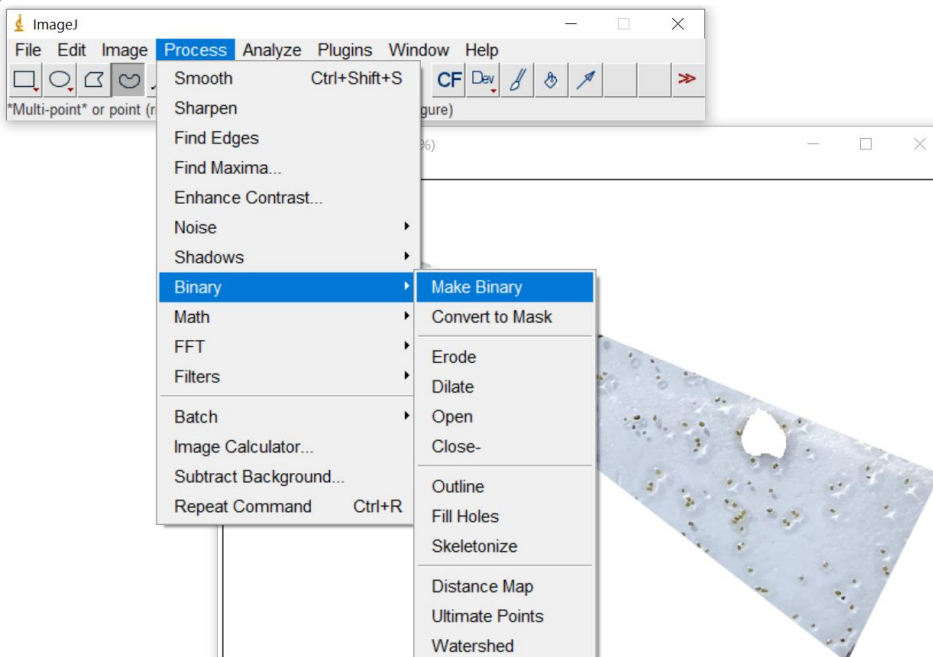 ImageJ
File Edit Image Process Analyze Plugins Window Help
CF Dev
*Multi-point* or point (r
gure)
%)
Smooth Ctrl+Shift+S
Sharpen
Find Edges
Find Maxima...
Enhance Contrast...
Noise
Shadows
Binary
Math
FFT
Filters
Batch
Image Calculator...
Subtract Background...
Repeat Command Ctrl+R
Make Binary
Convert to Mask
Erode
Dilate
Open
Close-
Outline
Fill Holes
Skeletonize
Distance Map
Ultimate Points
Watershed